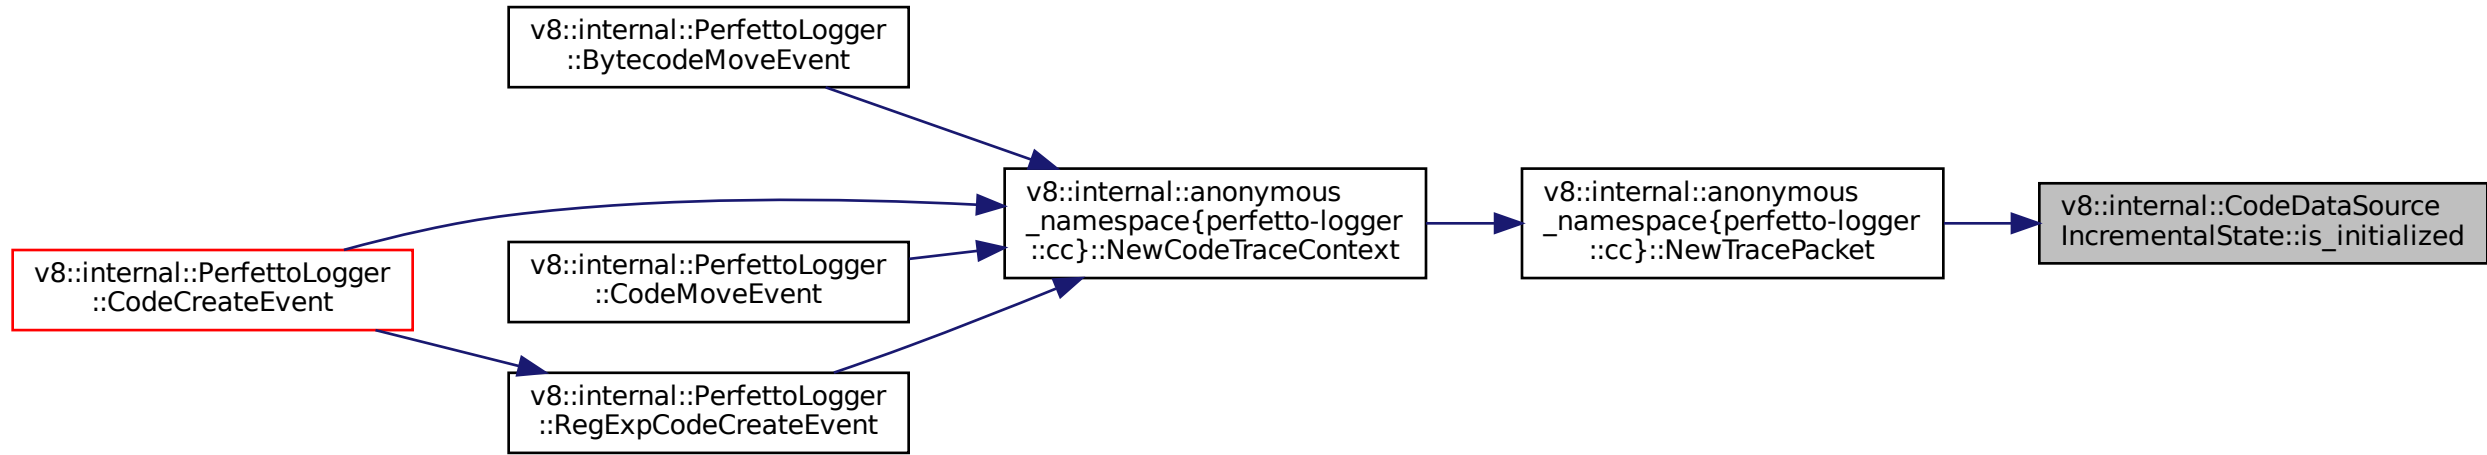 v8::internal::PerfettoLogger
::BytecodeMoveEvent
v8::internal::PerfettoLogger
::CodeCreateEvent
v8::internal::PerfettoLogger
::CodeMoveEvent
v8::internal::PerfettoLogger
::RegExpCodeCreateEvent
v8::internal::anonymous
_namespace{perfetto-logger
::cc}::NewCodeTraceContext
v8::internal::anonymous
_namespace{perfetto-logger
::cc}::NewTracePacket
v8::internal::CodeDataSource
IncrementalState::is_initialized